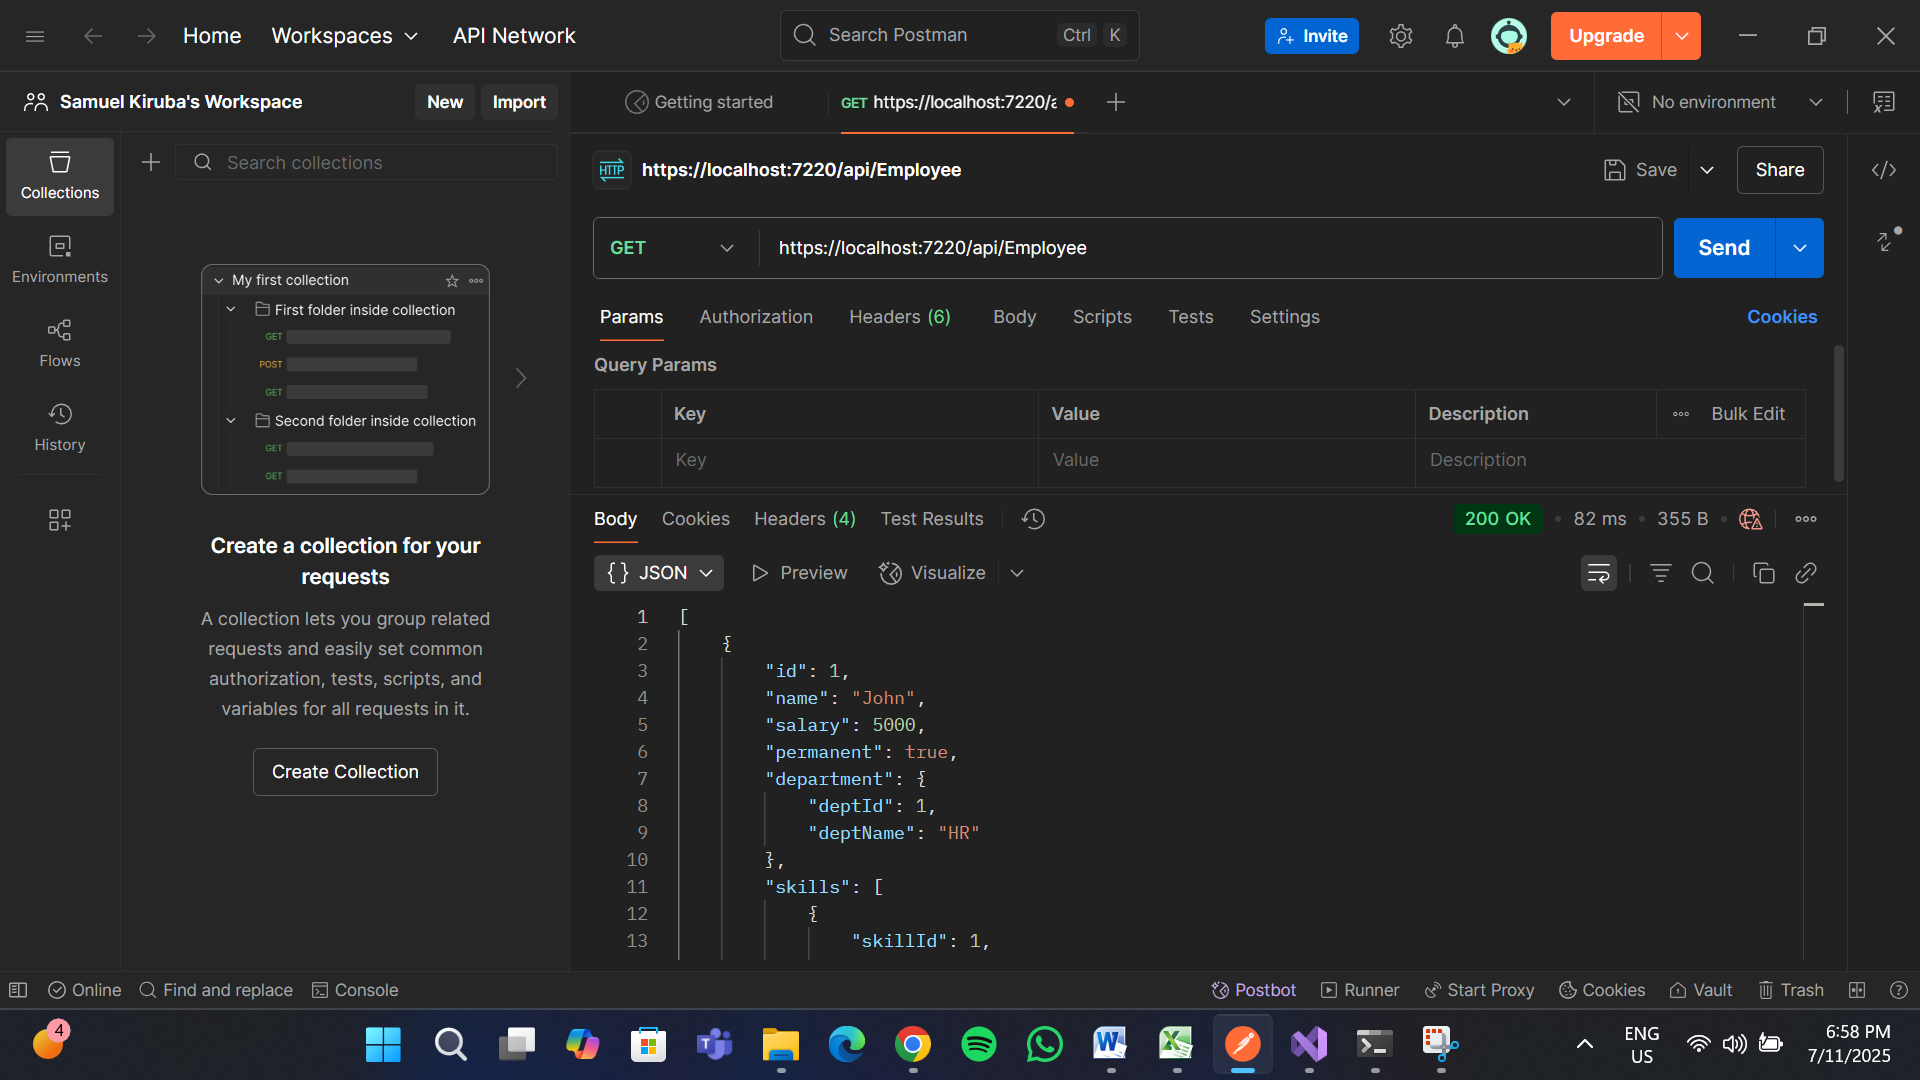 Home Workspaces API Network Search Postman Ctrl K Invite Upgrade
Samuel Kiruba's Workspace New Import Getting started GET https://localhost:7220/a No environment
Collections
Search collections
HTTP https://localhost:7220/api/Employee Save Share
Environments
GET https://localhost:7220/api/Employee Send
My first collection
First folder inside collection
GET
POST
GET
Second folder inside collection
GET
GET
Flows
History
Params Authorization Headers (6) Body Scripts Tests Settings Cookies
Query Params
Key Value Description Bulk Edit
Key Value Description
Create a collection for your
requests
A collection lets you group related
requests and easily set common
authorization, tests, scripts, and
variables for all requests in it.
Create Collection
Body Cookies Headers (4) Test Results 200 OK 82 ms 355 B
{} JSON Preview Visualize
1 [
2 {
3 "id": 1,
4 "name": "John",
5 "salary": 5000,
6 "permanent": true,
7 "department": {
8 "deptId": 1,
9 "deptName": "HR"
10 },
11 "skills": [
12 {
13 "skillId": 1,
Online Find and replace Console Postbot Runner Start Proxy Cookies Vault Trash
4
ENG
US
6:58 PM
7/11/2025